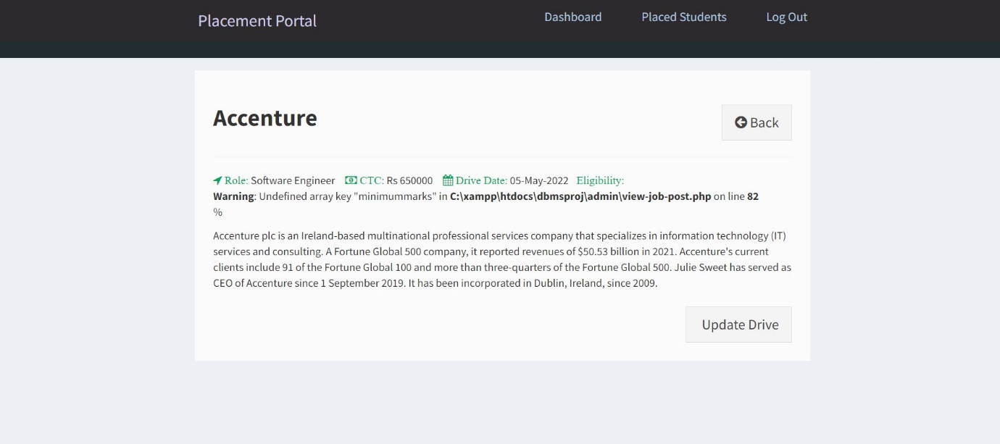 Placement Portal Dashboard Placed Students Log Out
Accenture
Back
Role: Software Engineer CTC: Rs 650000 Drive Date: 05-May-2022 Eligibility:
Warning: Undefined array key "minimummarks" in C:\xampp\htdocs\dbmsproj\admin\view-job-post.php on line 82
%
Accenture plc is an Ireland-based multinational professional services company that specializes in information technology (IT)
services and consulting. A Fortune Global 500 company, it reported revenues of $50.53 billion in 2021. Accenture's current
clients include 91 of the Fortune Global 100 and more than three-quarters of the Fortune Global 500. Julie Sweet has served as
CEO of Accenture since 1 September 2019. It has been incorporated in Dublin, Ireland, since 2009.
Update Drive